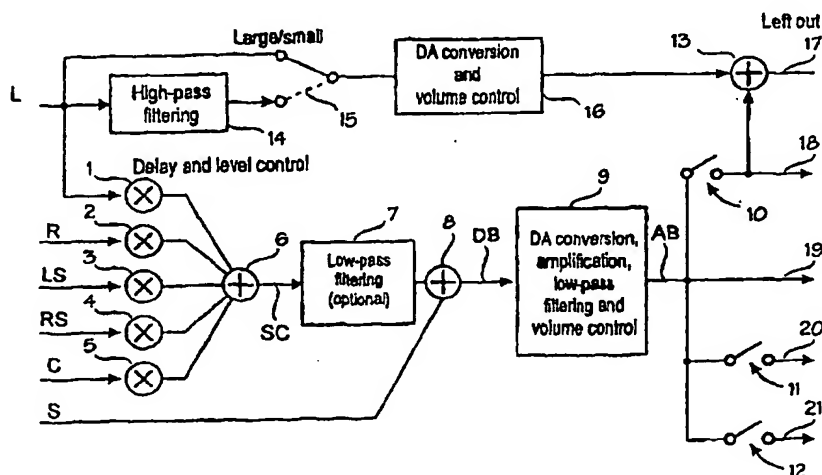 Left out
Large/small
13
17
DA conversion
and
volume control
L
High-pass
filtering
15
16
14
18
1
Delay and level control
9
2
R
7
8
10
6
3
Low-pass
filtering
(optional)
DB
DA conversion,
amplification,
low-pass
filtering and
volume control
AB
LS
19
4
RS
SC
5
20
C
11
S
21
12